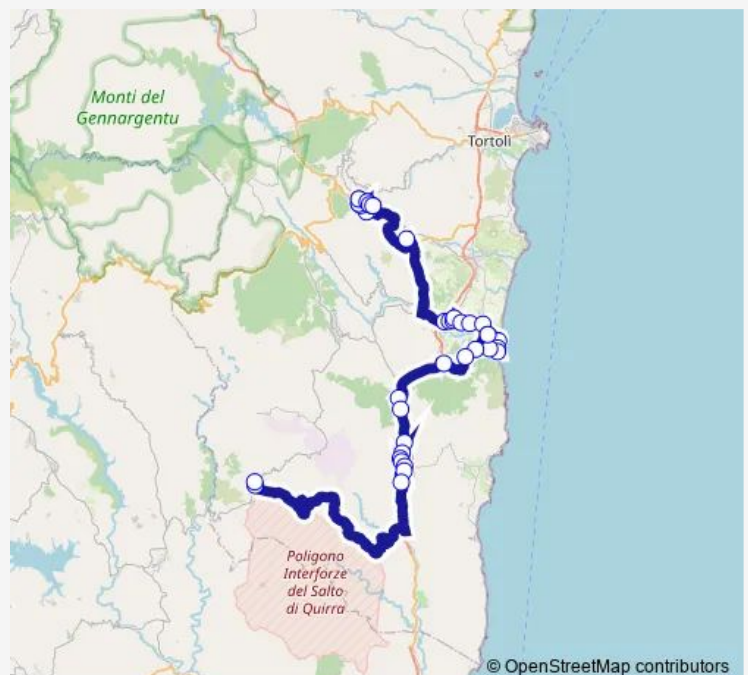 Monti del
Gennargentu
Tortolì
Poligono
Interforze
del Salto
di Quirra
© OpenStreetMap contributors